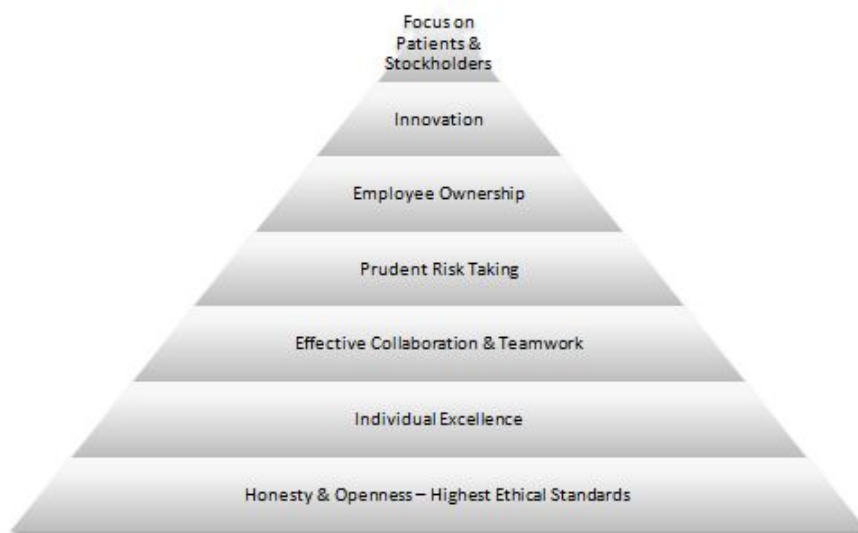 Focus on
Patients &
Stockholders
Innovation
Employee Ownership
Prudent Risk Taking
Effective Collaboration & Teamwork
Individual Excellence
Honesty & Openness – Highest Ethical Standards